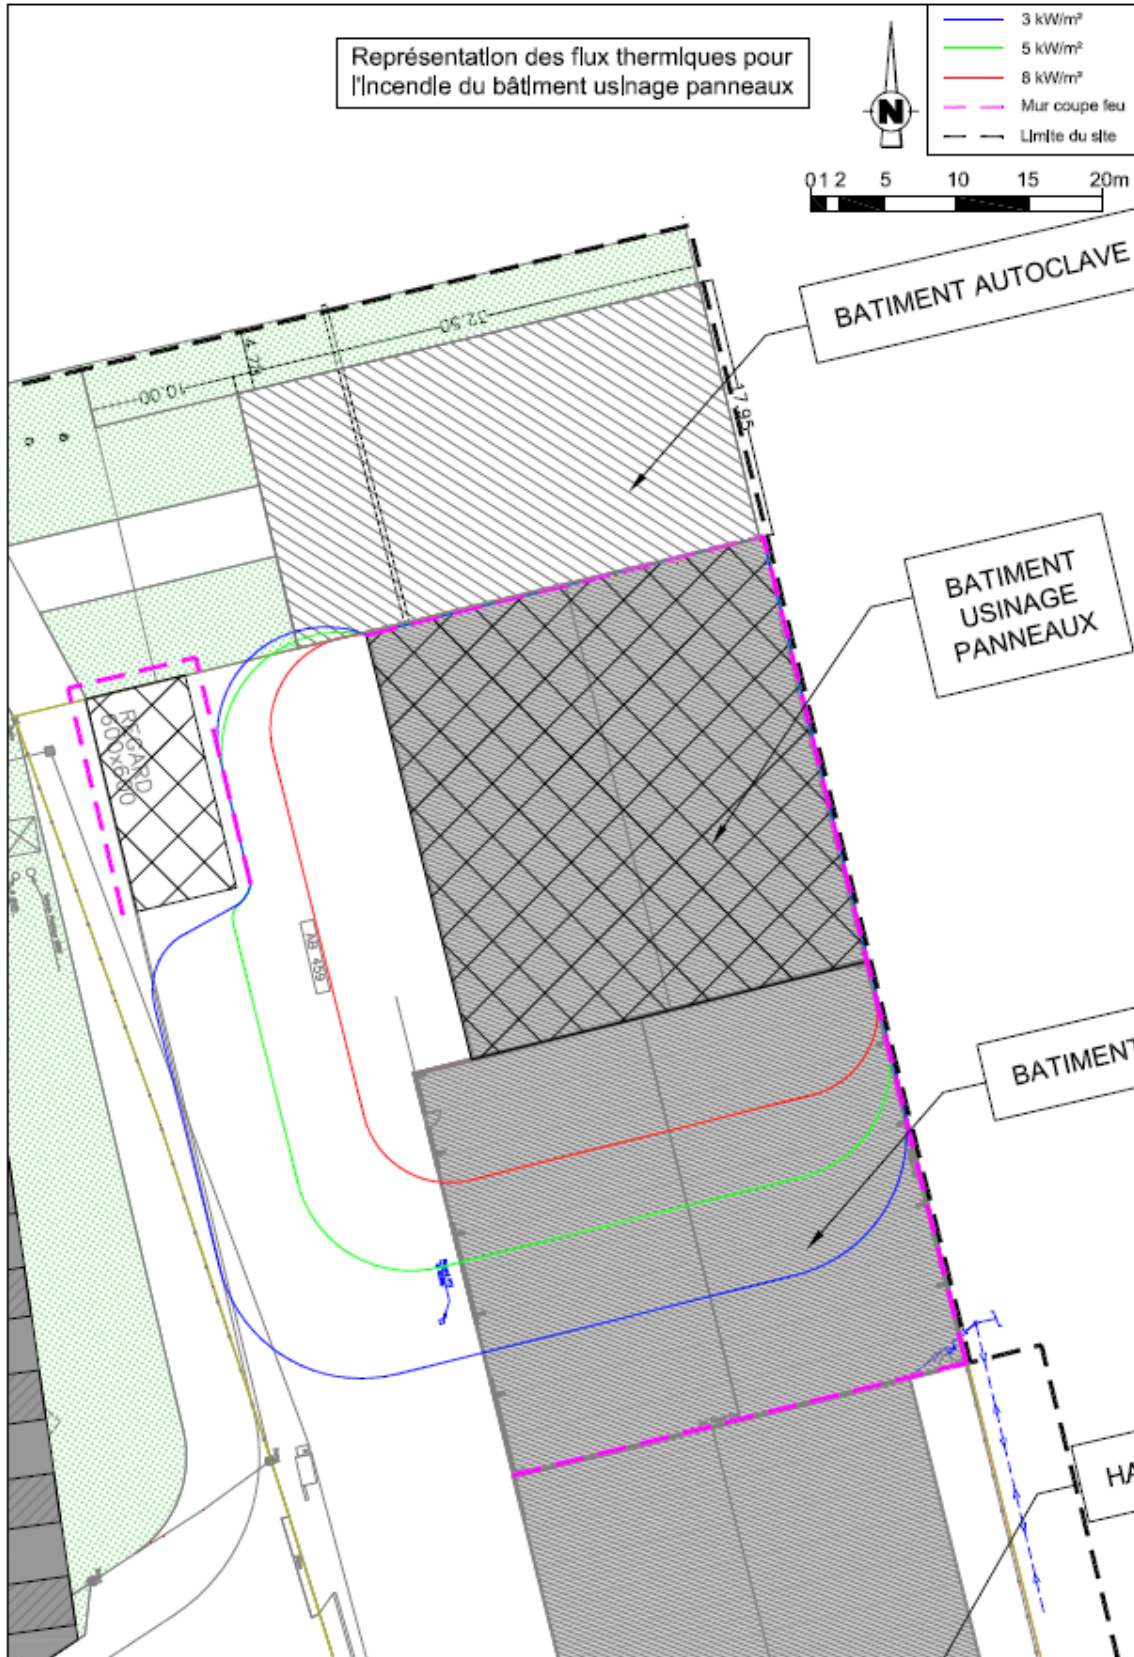 Représentation des flux thermiques pour
l'incendie du bâtiment usinage panneaux
N
3 kW/m²
5 kW/m²
8 kW/m²
Mur coupe feu
Limite du site
0 1 2 5 10 15 20m
BATIMENT AUTOCLAVE
32.50
10.00
17.95
BATIMENT
USINAGE
PANNEAUX
REGARD
600x600
AB 459
BATIMENT
HA